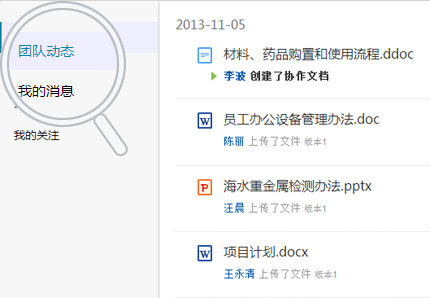 团队动态
我的消息
我的关注
2013-11-05
材料、药品购置和使用流程.ddoc
李波 创建了协作文档
员工办公设备管理办法.doc
陈丽 上传了文件 版本1
海水重金属检测办法.pptx
汪晨 上传了文件 版本1
项目计划.docx
王永清 上传了文件 版本1